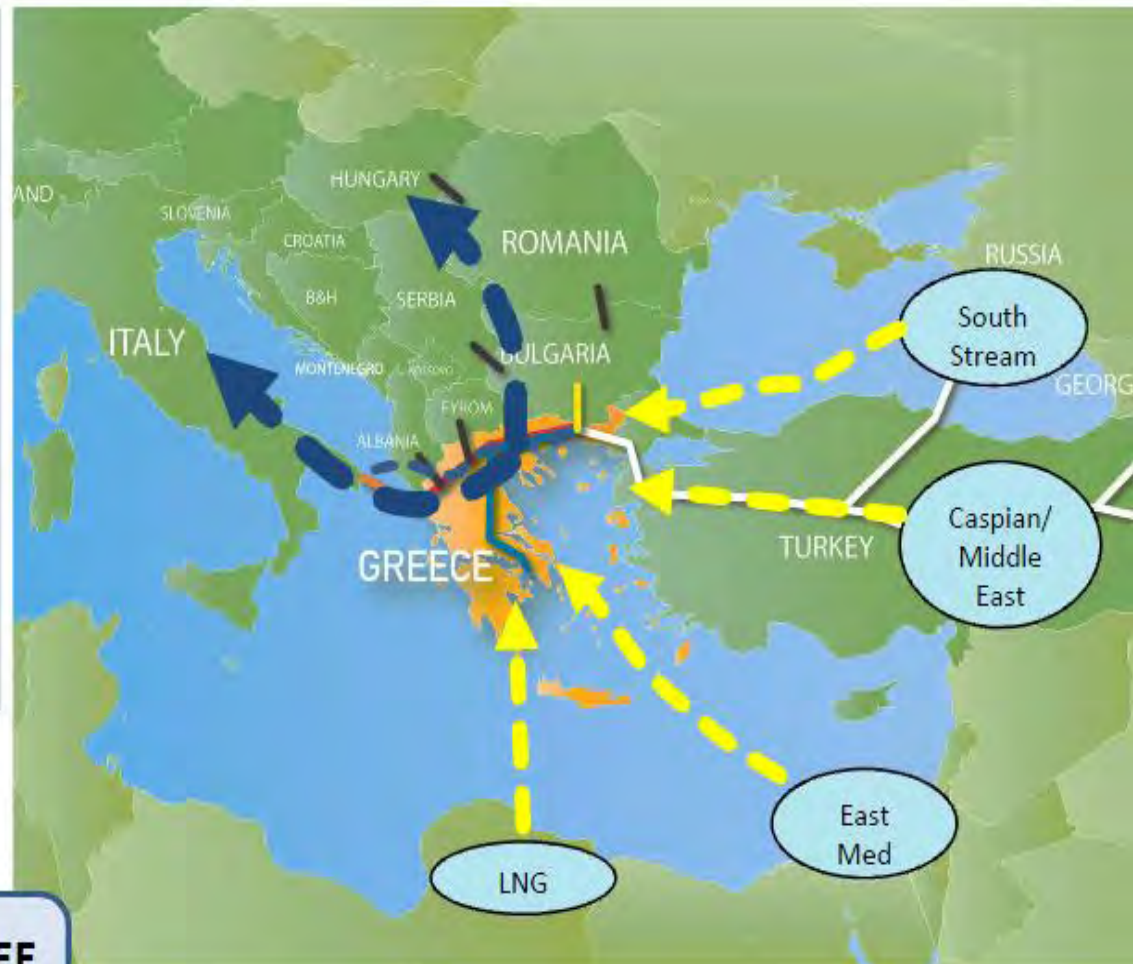 HUNGARY
AND
SLOVENIA
CROATIA
ROMANIA
RUSSIA
B&H
SERBIA
South
Stream
ITALY
BULGARIA
MONTENEGRO
GEORG
FYROM
ALBANIA
Caspian/
Middle
East
TURKEY
GREECE
East
Med
LNG